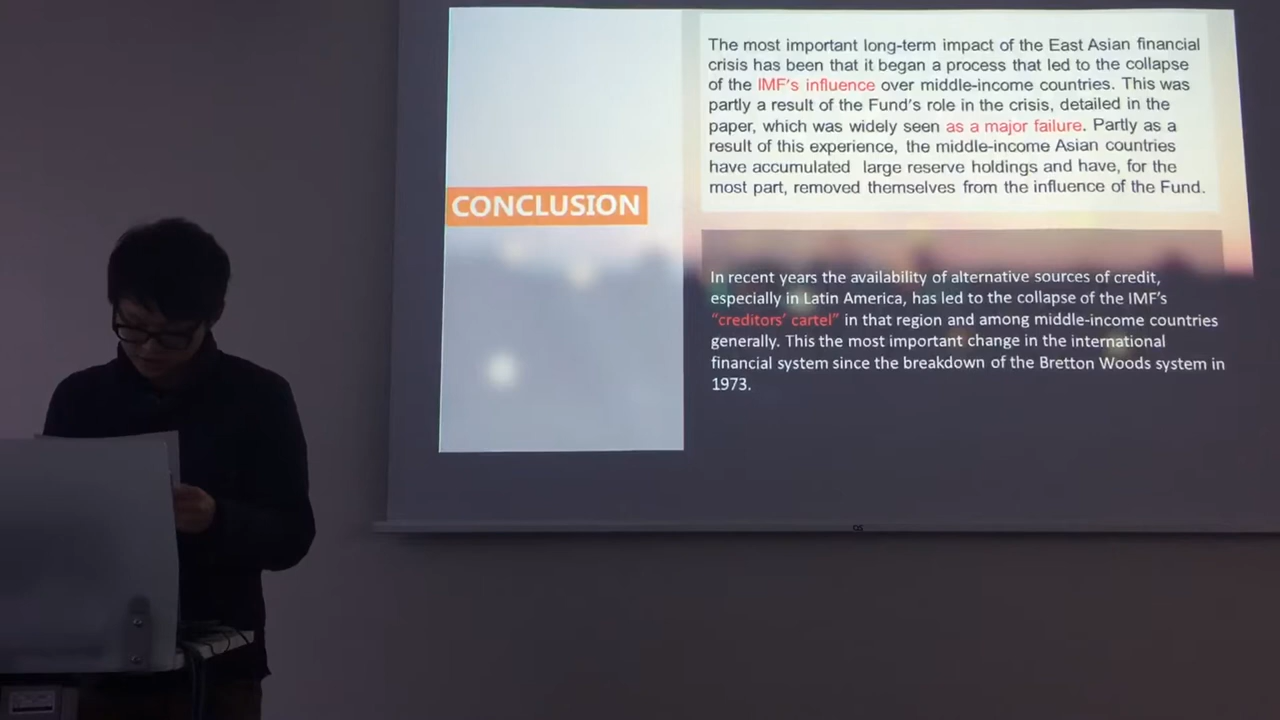 The most important long-term impact of the East Asian financial
crisis has been that it began a process that led to the collapse
of the IMF's influence over middle-income countries. This was
partly a result of the Fund's role in the crisis, detailed in the
paper, which was widely seen as a major failure. Partly as a
result of this experience, the middle-income Asian countries
have accumulated large reserve holdings and have, for the
most part, removed themselves from the influence of the Fund.
CONCLUSION
In recent years the availability of alternative sources of credit,
especially in Latin America, has led to the collapse of the IMF's
“creditors’ cartel” in that region and among middle-income countries
generally. This the most important change in the international
financial system since the breakdown of the Bretton Woods system in
1973.